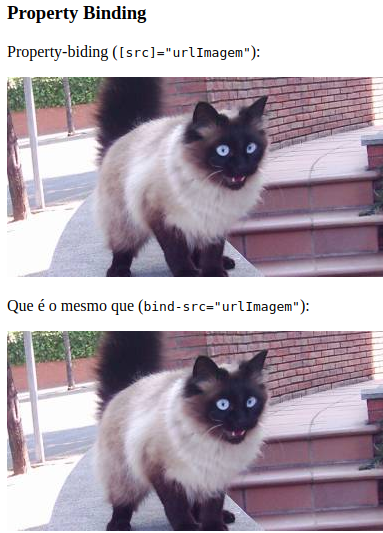 Property Binding
Property-biding ([src]="urlImagem"):
Que é o mesmo que (bind-src="urlImagem"):